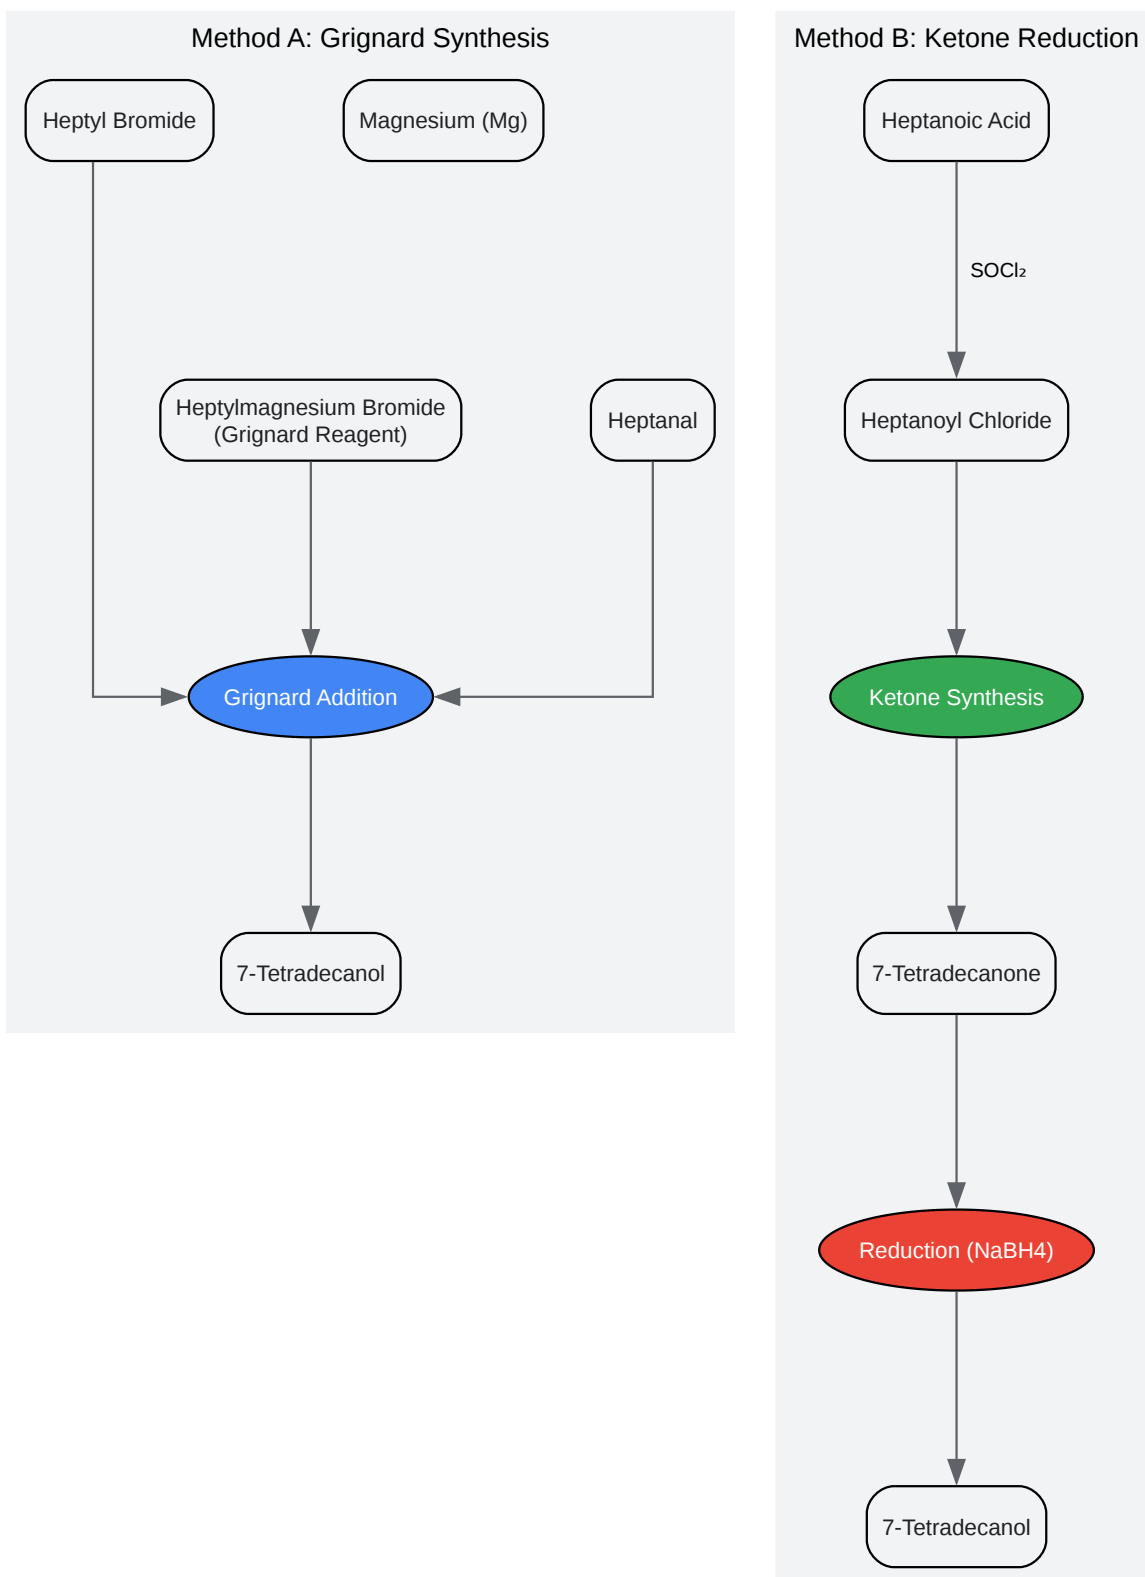 Method A: Grignard Synthesis
Heptyl Bromide
Magnesium (Mg)
Heptylmagnesium Bromide
(Grignard Reagent)
Heptanal
Grignard Addition
7-Tetradecanol
Method B: Ketone Reduction
Heptanoic Acid
SOCl₂
Heptanoyl Chloride
Ketone Synthesis
7-Tetradecanone
Reduction (NaBH4)
7-Tetradecanol